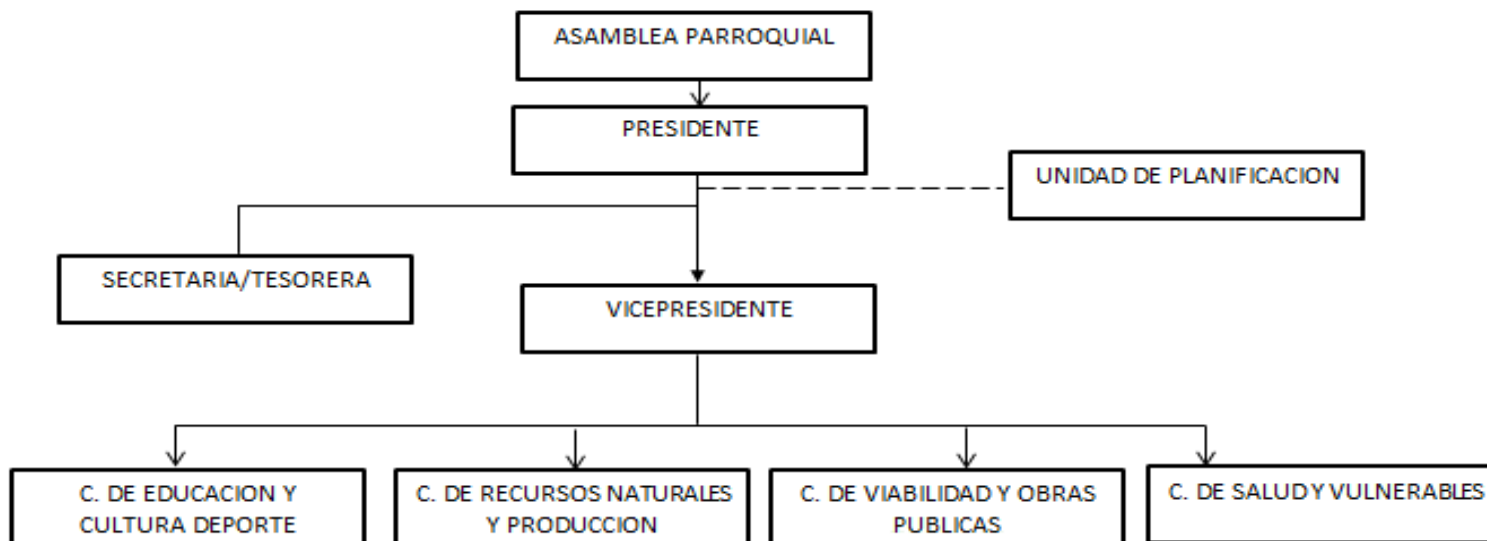 ASAMBLEA PARROQUIAL
PRESIDENTE
UNIDAD DE PLANIFICACION
SECRETARIA/TESORERA
VICEPRESIDENTE
C. DE EDUCACION Y
CULTURA DEPORTE
C. DE RECURSOS NATURALES
Y PRODUCCION
C. DE VIABILIDAD Y OBRAS
PUBLICAS
C. DE SALUD Y VULNERABLES